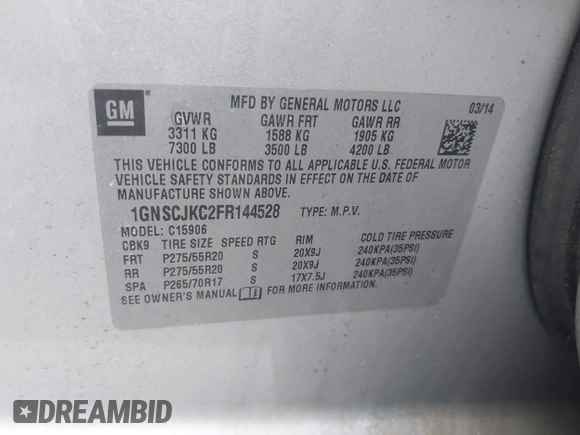 GM
®
MFD BY GENERAL MOTORS LLC
03/14
GVWR GAWR FRT GAWR RR
3311 KG 1588 KG 1905 KG
7300 LB 3500 LB 4200 LB
THIS VEHICLE CONFORMS TO ALL APPLICABLE U.S. FEDERAL MOTOR
VEHICLE SAFETY STANDARDS IN EFFECT ON THE DATE OF
MANUFACTURE SHOWN ABOVE.
1GNSCJKC2FR144528 TYPE: M.P.V.
MODEL: C15906
CBK9 TIRE SIZE SPEED RTG RIM COLD TIRE PRESSURE
FRT P275/55R20 S 20X9J 240KPA(35PSI)
RR P275/55R20 S 20X9J 240KPA(35PSI)
SPA P265/70R17 S 17X7.5J 240KPA(35PSI)
SEE OWNER'S MANUAL FOR MORE INFORMATION.
DREAMBID